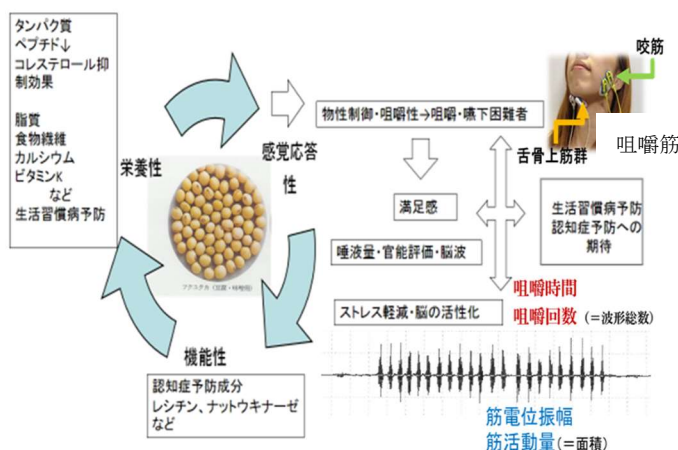 タンパク質
ペプチド↓
コレステロール抑
制効果
脂質
食物繊維
カルシウム
ビタミンK
など
生活習慣病予防
栄養性
感覚応答
性
機能性
認知症予防成分
レシチン、ナットウキナーゼ
など
物性制御・咀嚼性→咀嚼・嚥下困難者
満足感
唾液量・官能評価・脳波
ストレス軽減・脳の活性化
咬筋
舌骨上筋群
咀嚼筋
生活習慣病予防
認知症予防への
期待
咀嚼時間
咀嚼回数（＝波形総数）
筋電位振幅
筋活動量（＝面積）